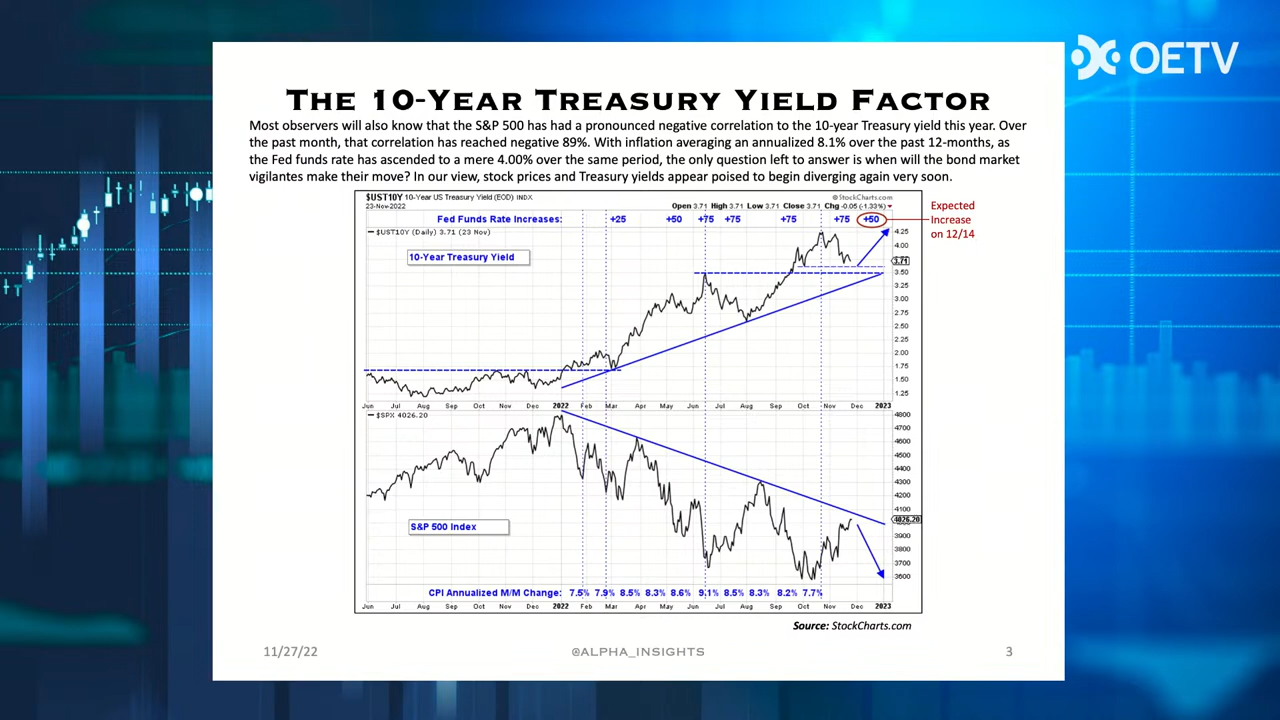 OETV
THE 10-YEAR TREASURY YIELD FACTOR
Most observers will also know that the S&P 500 has had a pronounced negative correlation to the 10-year Treasury yield this year. Over
the past month, that correlation has reached negative 89%. With inflation averaging an annualized 8.1% over the past 12-months, as
the Fed funds rate has ascended to a mere 4.00% over the same period, the only question left to answer is when will the bond market
vigilantes make their move? In our view, stock prices and Treasury yields appear poised to begin diverging again very soon.
$UST10Y 10-Year US Treasury Yield (EOD) INDX
© StockCharts.com
23-Nov-2022
Open 3.71 High 3.71 Low 3.71 Close 3.71 Chg -0.05 (-1.33%)
Fed Funds Rate Increases: +25 +50 +75 +75 +75 +75 +50
Expected
Increase
on 12/14
$UST10Y (Daily) 3.71 (23 Nov)
10-Year Treasury Yield
4.25
4.00
3.71
3.50
3.25
3.00
2.75
2.50
2.25
2.00
1.75
1.50
1.25
Jun Jul Aug Sep Oct Nov Dec 2022 Feb Mar Apr May Jun Jul Aug Sep Oct Nov Dec 2023
$SPX 4026.20
4800
4600
4500
4400
4300
4200
4100
4026.20
3900
3800
3700
3600
S&P 500 Index
CPI Annualized M/M Change: 7.5% 7.9% 8.5% 8.3% 8.6% 9.1% 8.5% 8.3% 8.2% 7.7%
Jun Jul Aug Sep Oct Nov Dec 2022 Feb Mar Apr May Jun Jul Aug Sep Oct Nov Dec 2023
Source: StockCharts.com
11/27/22
@ALPHA_INSIGHTS
3